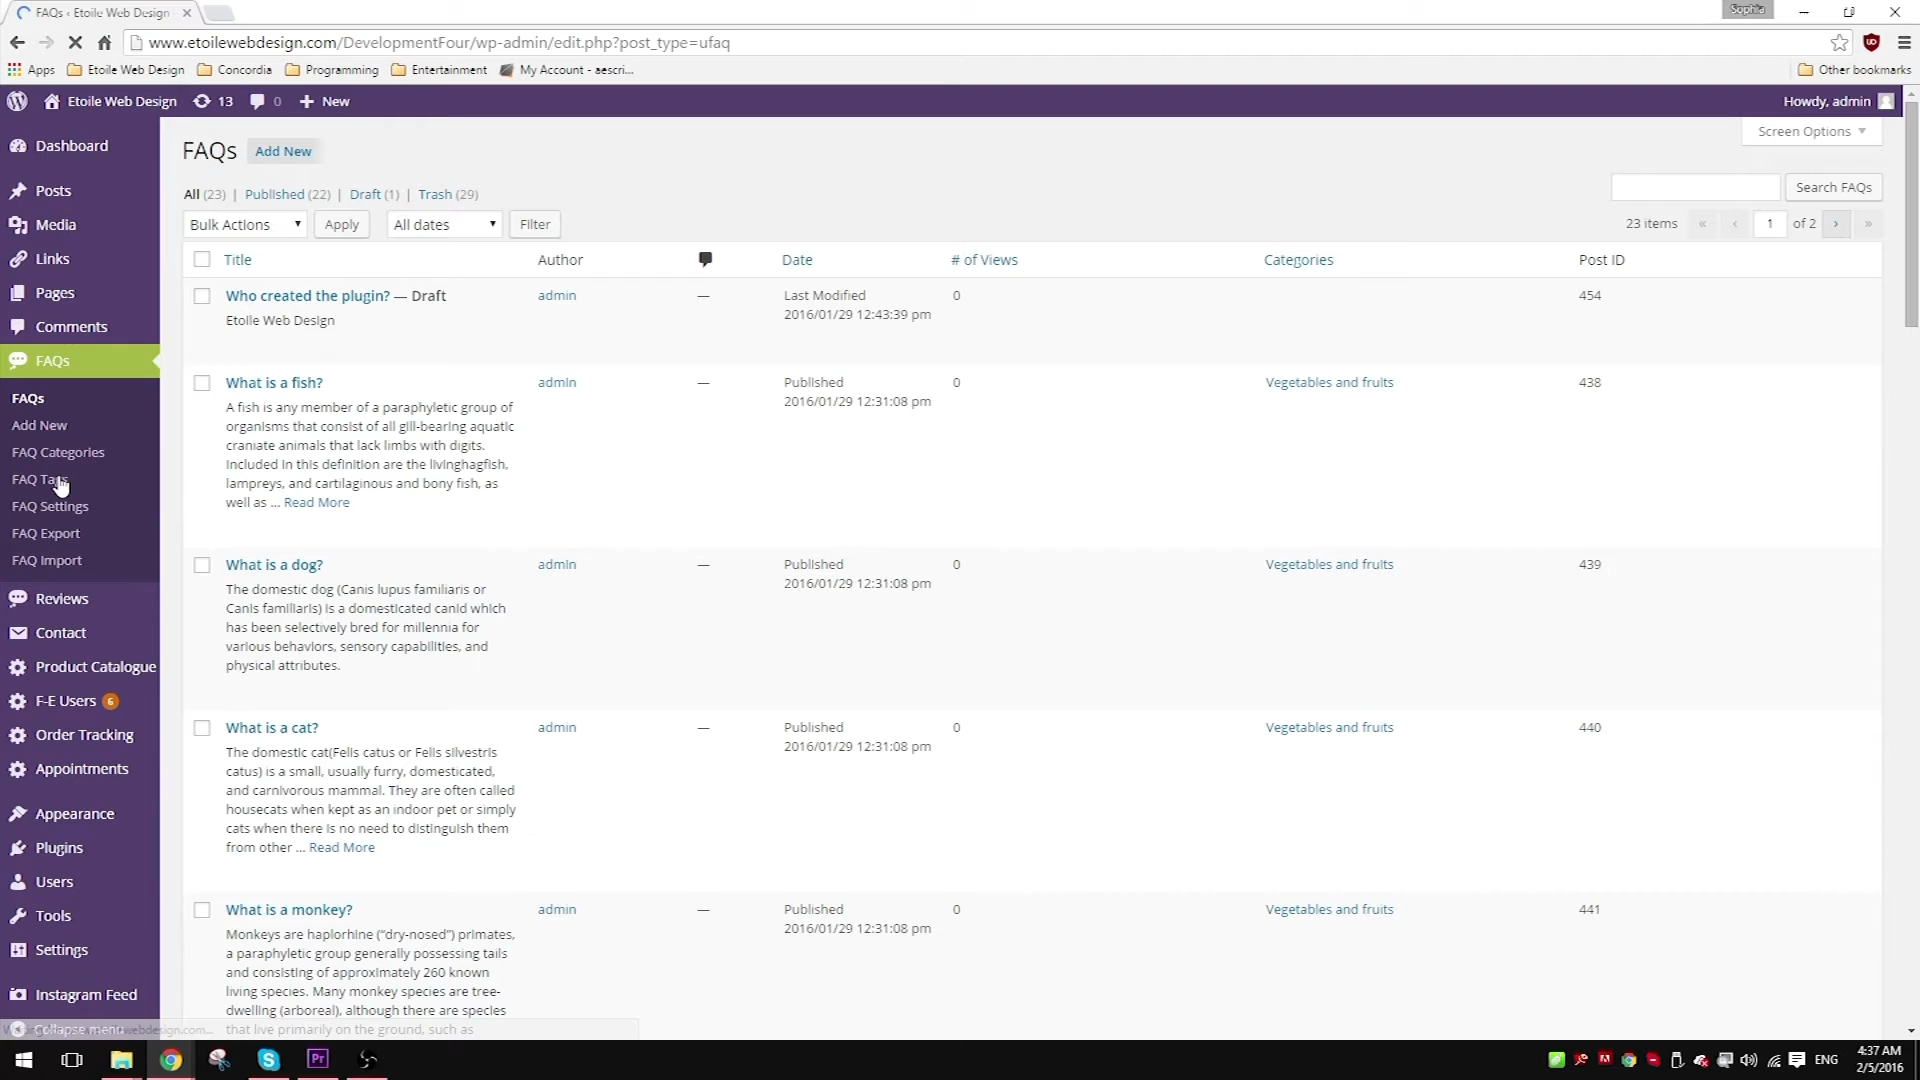 FAQs ‹ Etoile Web Design
Sophia
www.etoilewebdesign.com/DevelopmentFour/wp-admin/edit.php?post_type=ufaq
Apps
Etoile Web Design
Concordia
Programming
Entertainment
My Account - aescri...
Other bookmarks
Etoile Web Design
13
0
New
Howdy, admin
Dashboard
Posts
Media
Links
Pages
Comments
FAQs
FAQs
Add New
FAQ Categories
FAQ Tags
FAQ Settings
FAQ Export
FAQ Import
Reviews
Contact
Product Catalogue
F-E Users 6
Order Tracking
Appointments
Appearance
Plugins
Users
Tools
Settings
Instagram Feed
Collapse menu
FAQs Add New
Screen Options
All (23) | Published (22) | Draft (1) | Trash (29)
Search FAQs
Bulk Actions Apply All dates Filter
23 items « ‹ 1 of 2 › »
Title Author Date # of Views Categories Post ID
Who created the plugin? — Draft admin — Last Modified 0 454
2016/01/29 12:43:39 pm
Etoile Web Design
What is a fish? admin — Published 0 Vegetables and fruits 438
2016/01/29 12:31:08 pm
A fish is any member of a paraphyletic group of
organisms that consist of all gill-bearing aquatic
craniate animals that lack limbs with digits.
Included in this definition are the livinghagfish,
lampreys, and cartilaginous and bony fish, as
well as ... Read More
What is a dog? admin — Published 0 Vegetables and fruits 439
2016/01/29 12:31:08 pm
The domestic dog (Canis lupus familiaris or
Canis familiaris) is a domesticated canid which
has been selectively bred for millennia for
various behaviors, sensory capabilities, and
physical attributes.
What is a cat? admin — Published 0 Vegetables and fruits 440
2016/01/29 12:31:08 pm
The domestic cat(Felis catus or Felis silvestris
catus) is a small, usually furry, domesticated,
and carnivorous mammal. They are often called
housecats when kept as an indoor pet or simply
cats when there is no need to distinguish them
from other ... Read More
What is a monkey? admin — Published 0 Vegetables and fruits 441
2016/01/29 12:31:08 pm
Monkeys are haplorhine (“dry-nosed”) primates,
a paraphyletic group generally possessing tails
and consisting of approximately 260 known
living species. Many monkey species are tree-
dwelling (arboreal), although there are species
that live primarily on the ground, such as
Pr
ENG
4:37 AM
2/5/2016